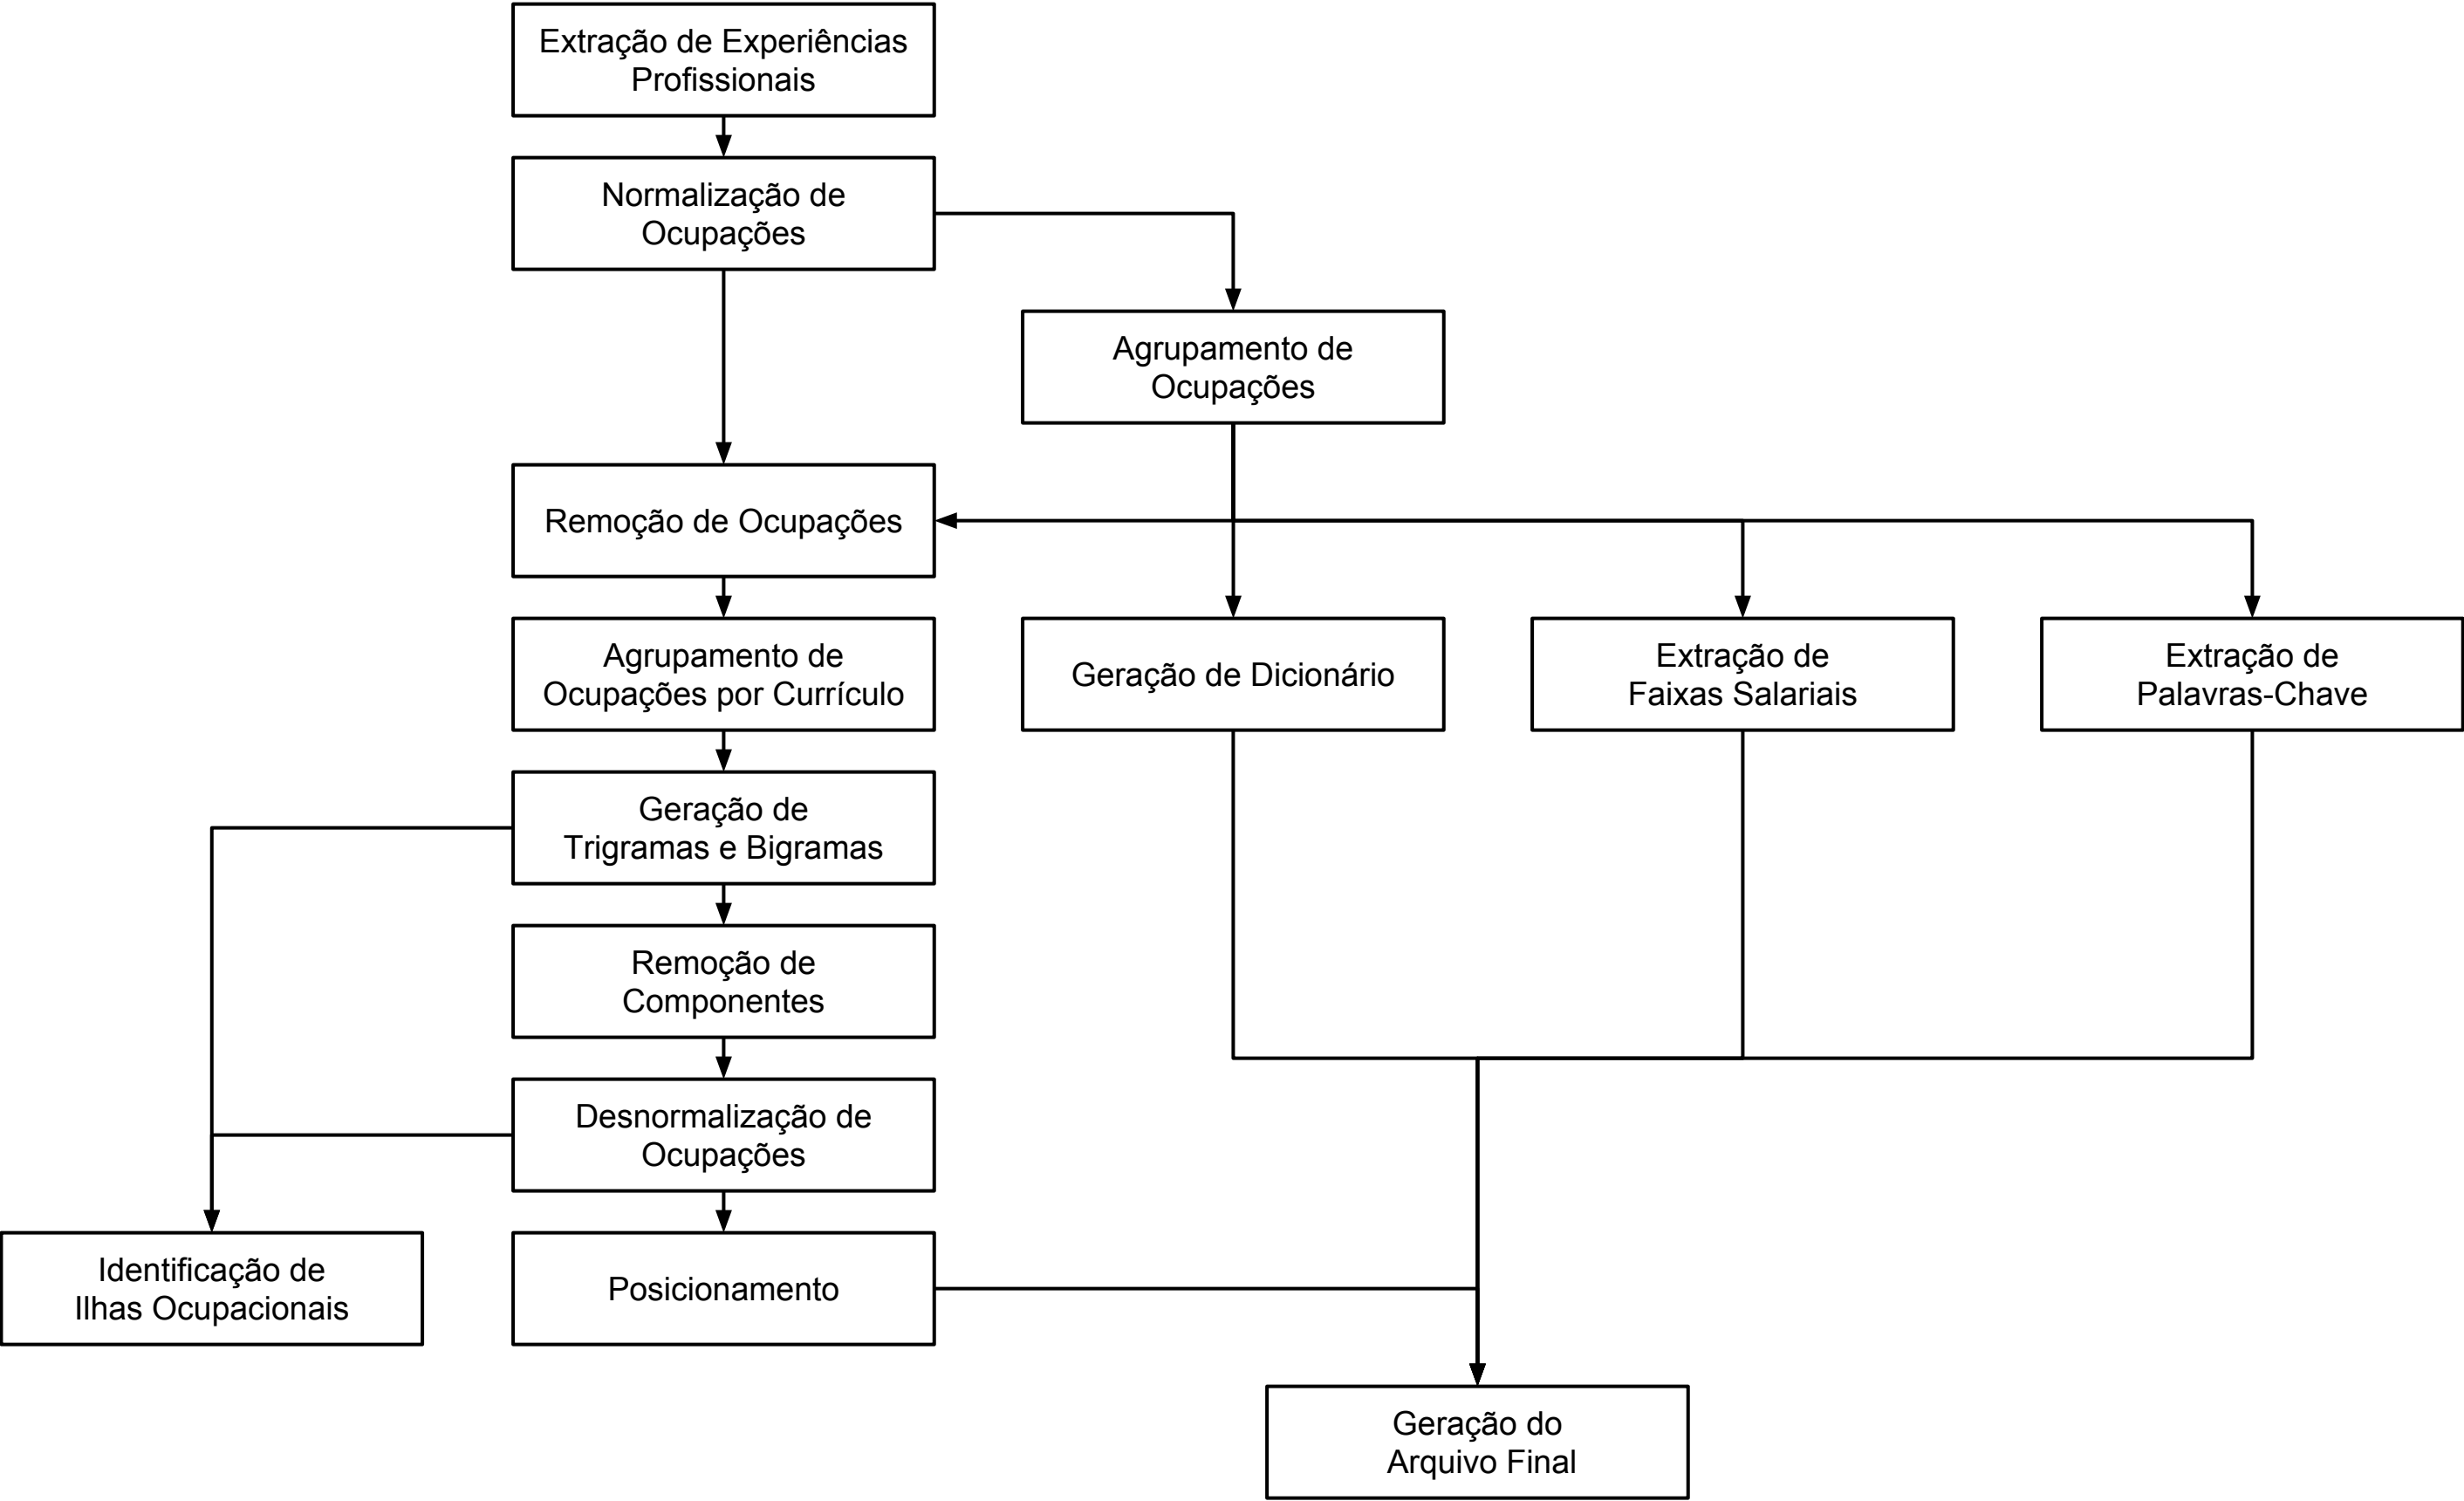 Extração de Experiências
Profissionais
Normalização de
Ocupações
Agrupamento de
Ocupações
Remoção de Ocupações
Agrupamento de
Ocupações por Currículo
Geração de Dicionário
Extração de
Faixas Salariais
Extração de
Palavras-Chave
Geração de
Trigramas e Bigramas
Remoção de
Componentes
Desnormalização de
Ocupações
Identificação de
Ilhas Ocupacionais
Posicionamento
Geração do
Arquivo Final